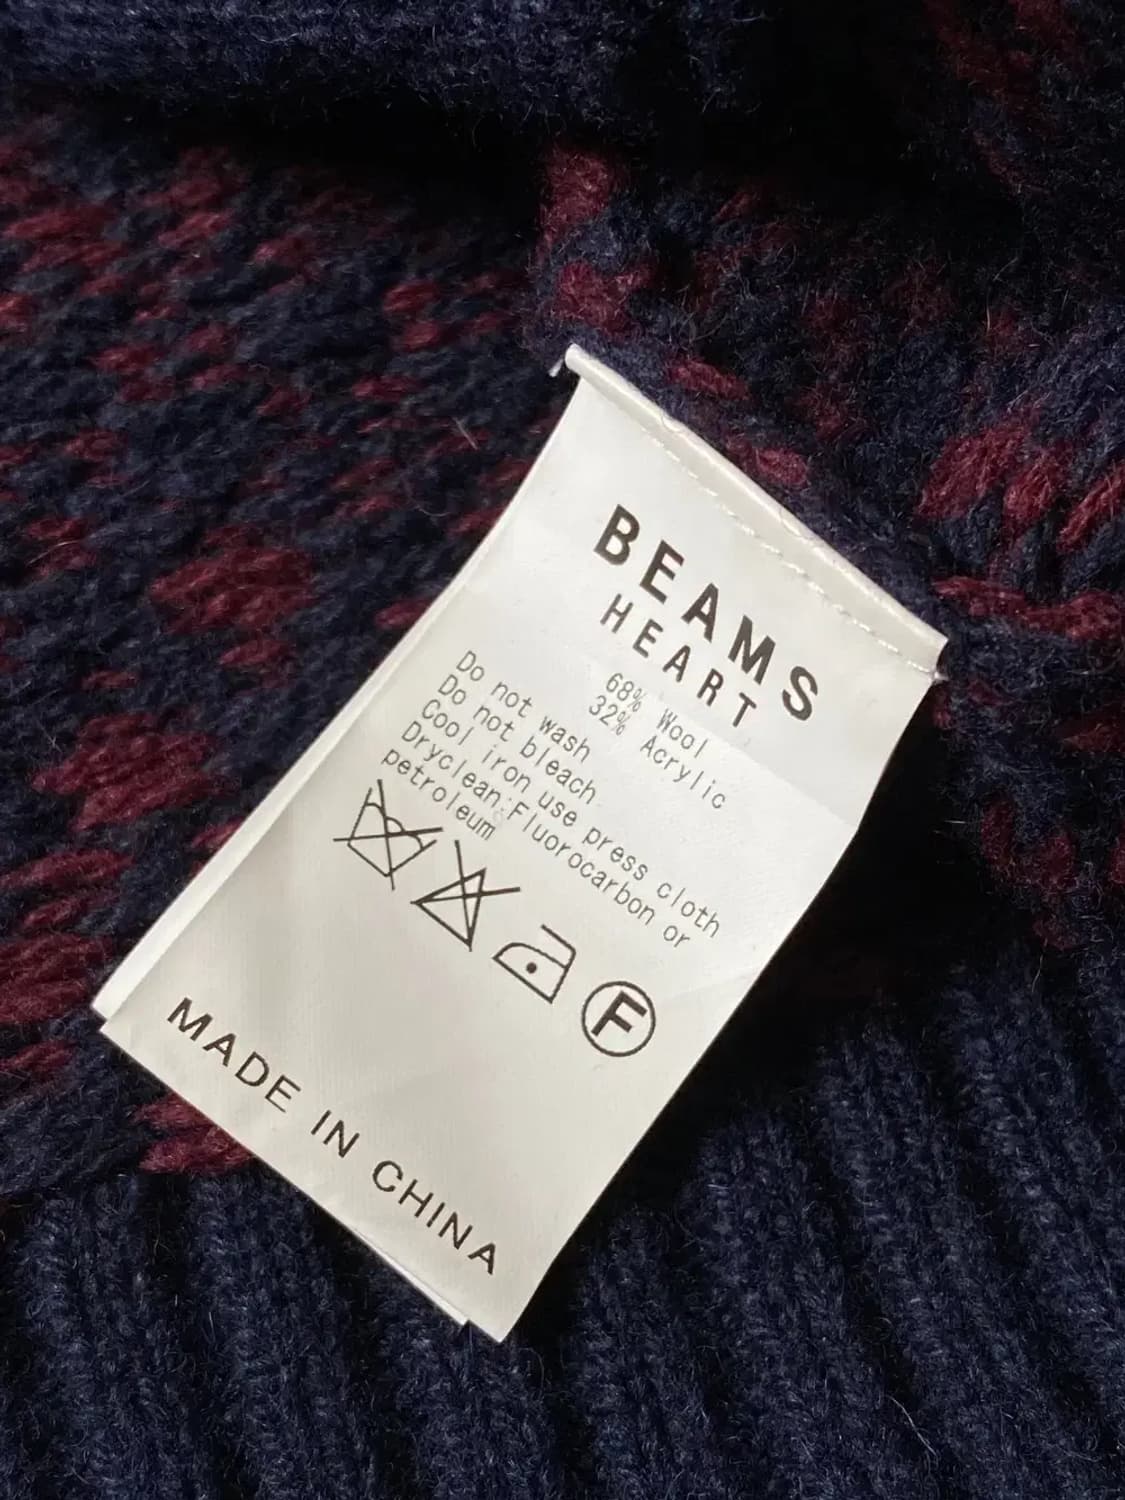 BEAMS
HEART
68% Wool
32% Acrylic
Do not wash
Do not bleach
Cool iron use press cloth
Dryclean:Fluorocarbon or
petroleum
F
MADE IN CHINA